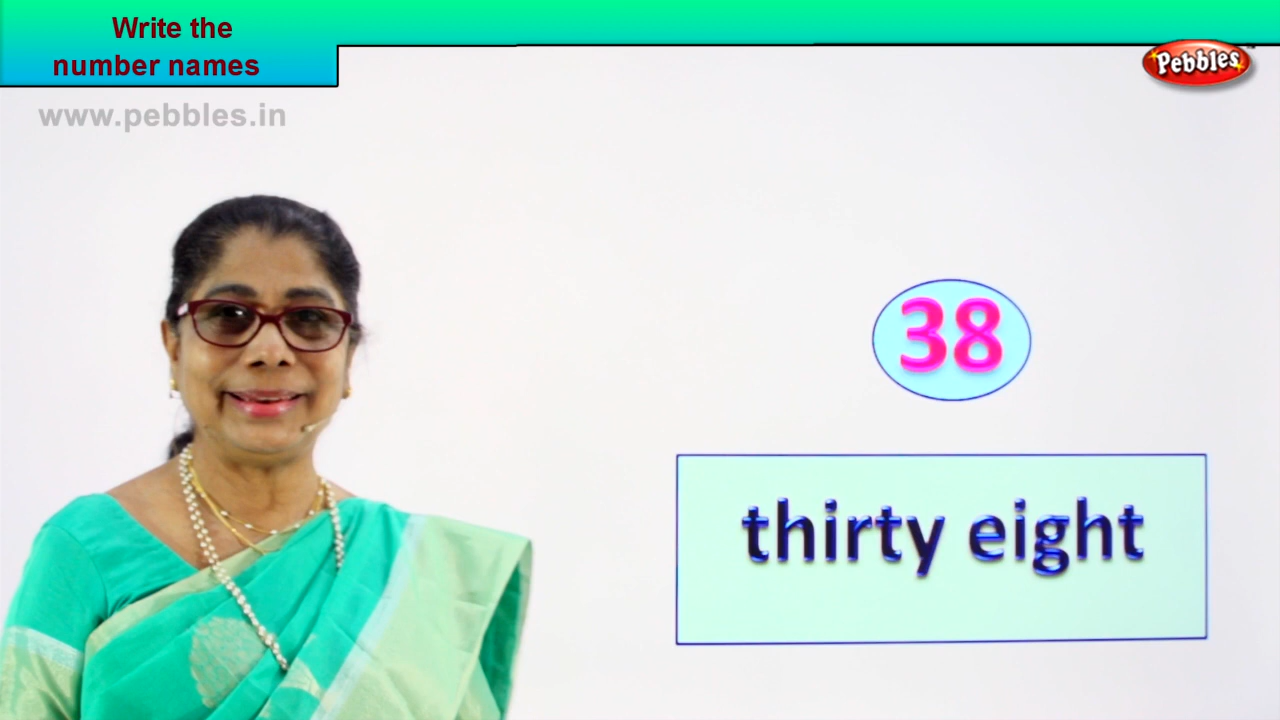 Write the
number names
Pebbles
www.pebbles.in
38
thirty eight